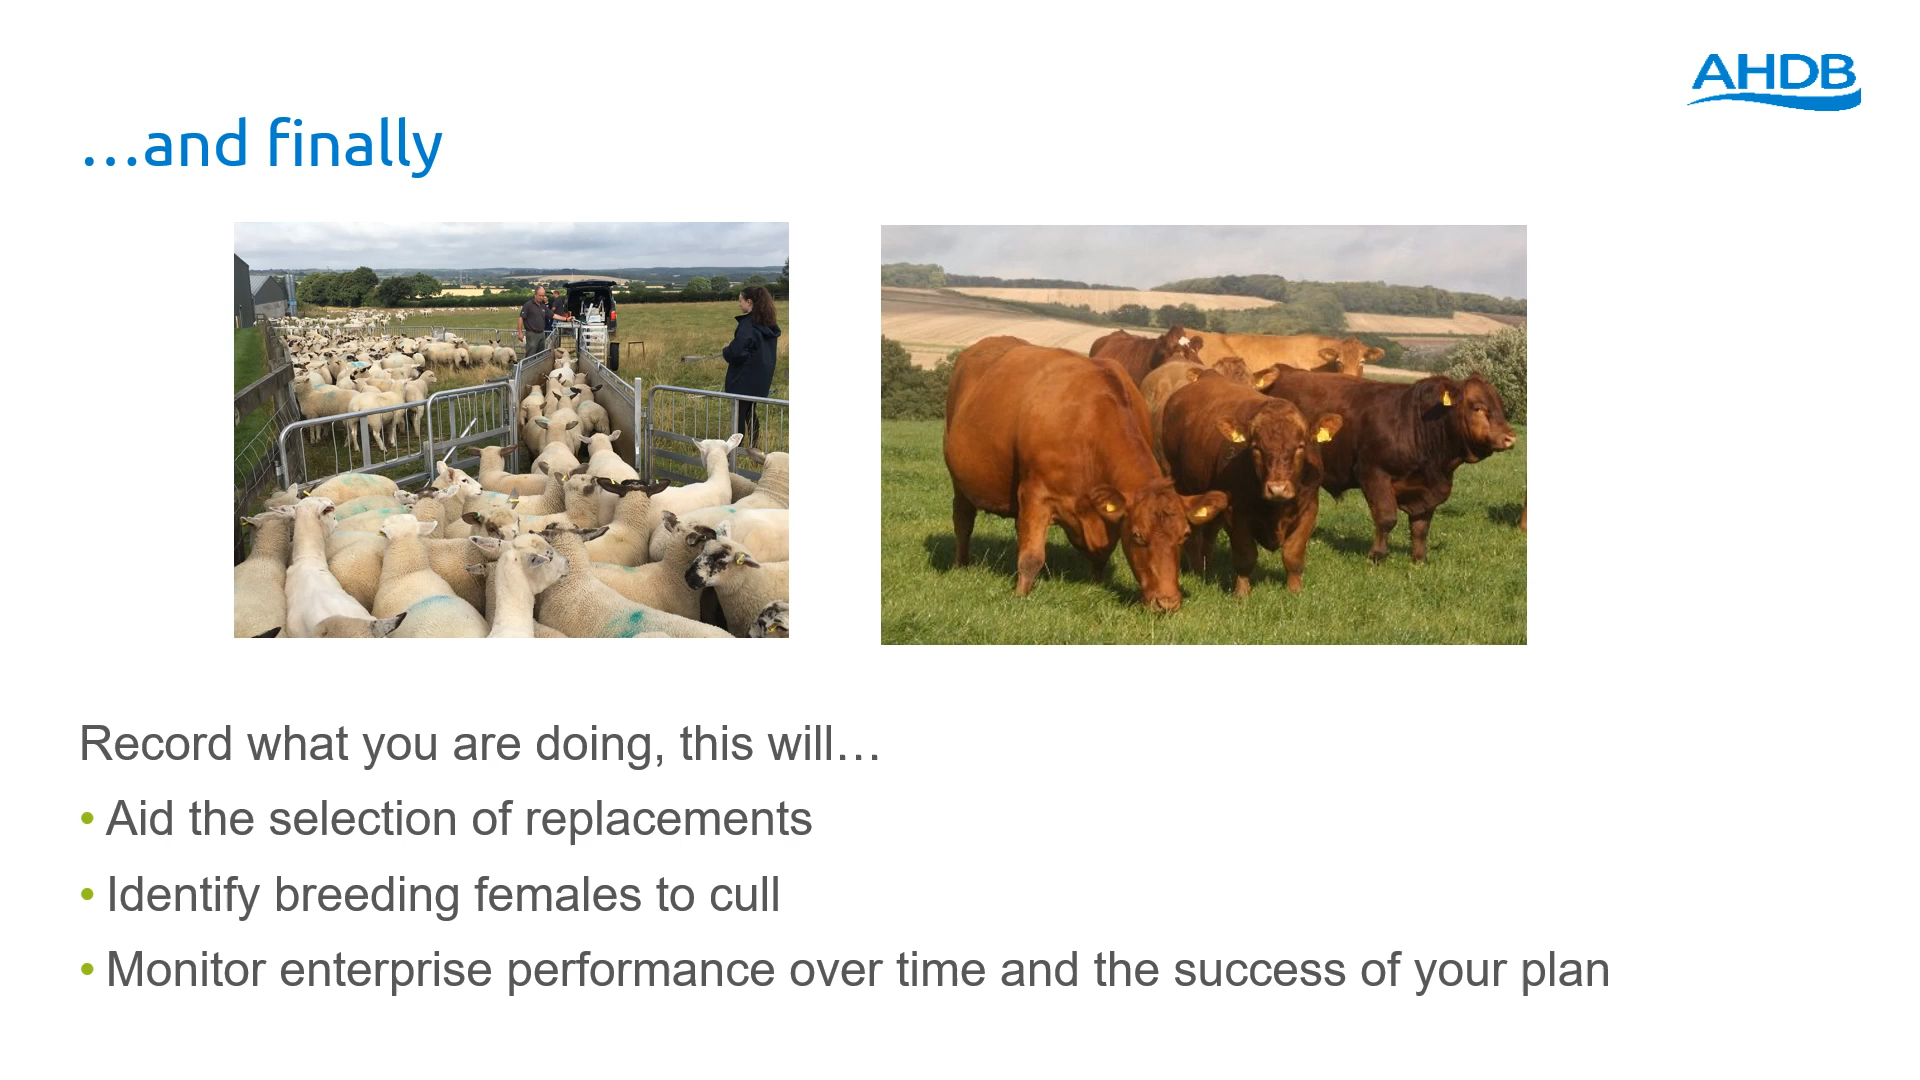 AHDB
…and finally
Record what you are doing, this will…
• Aid the selection of replacements
• Identify breeding females to cull
• Monitor enterprise performance over time and the success of your plan